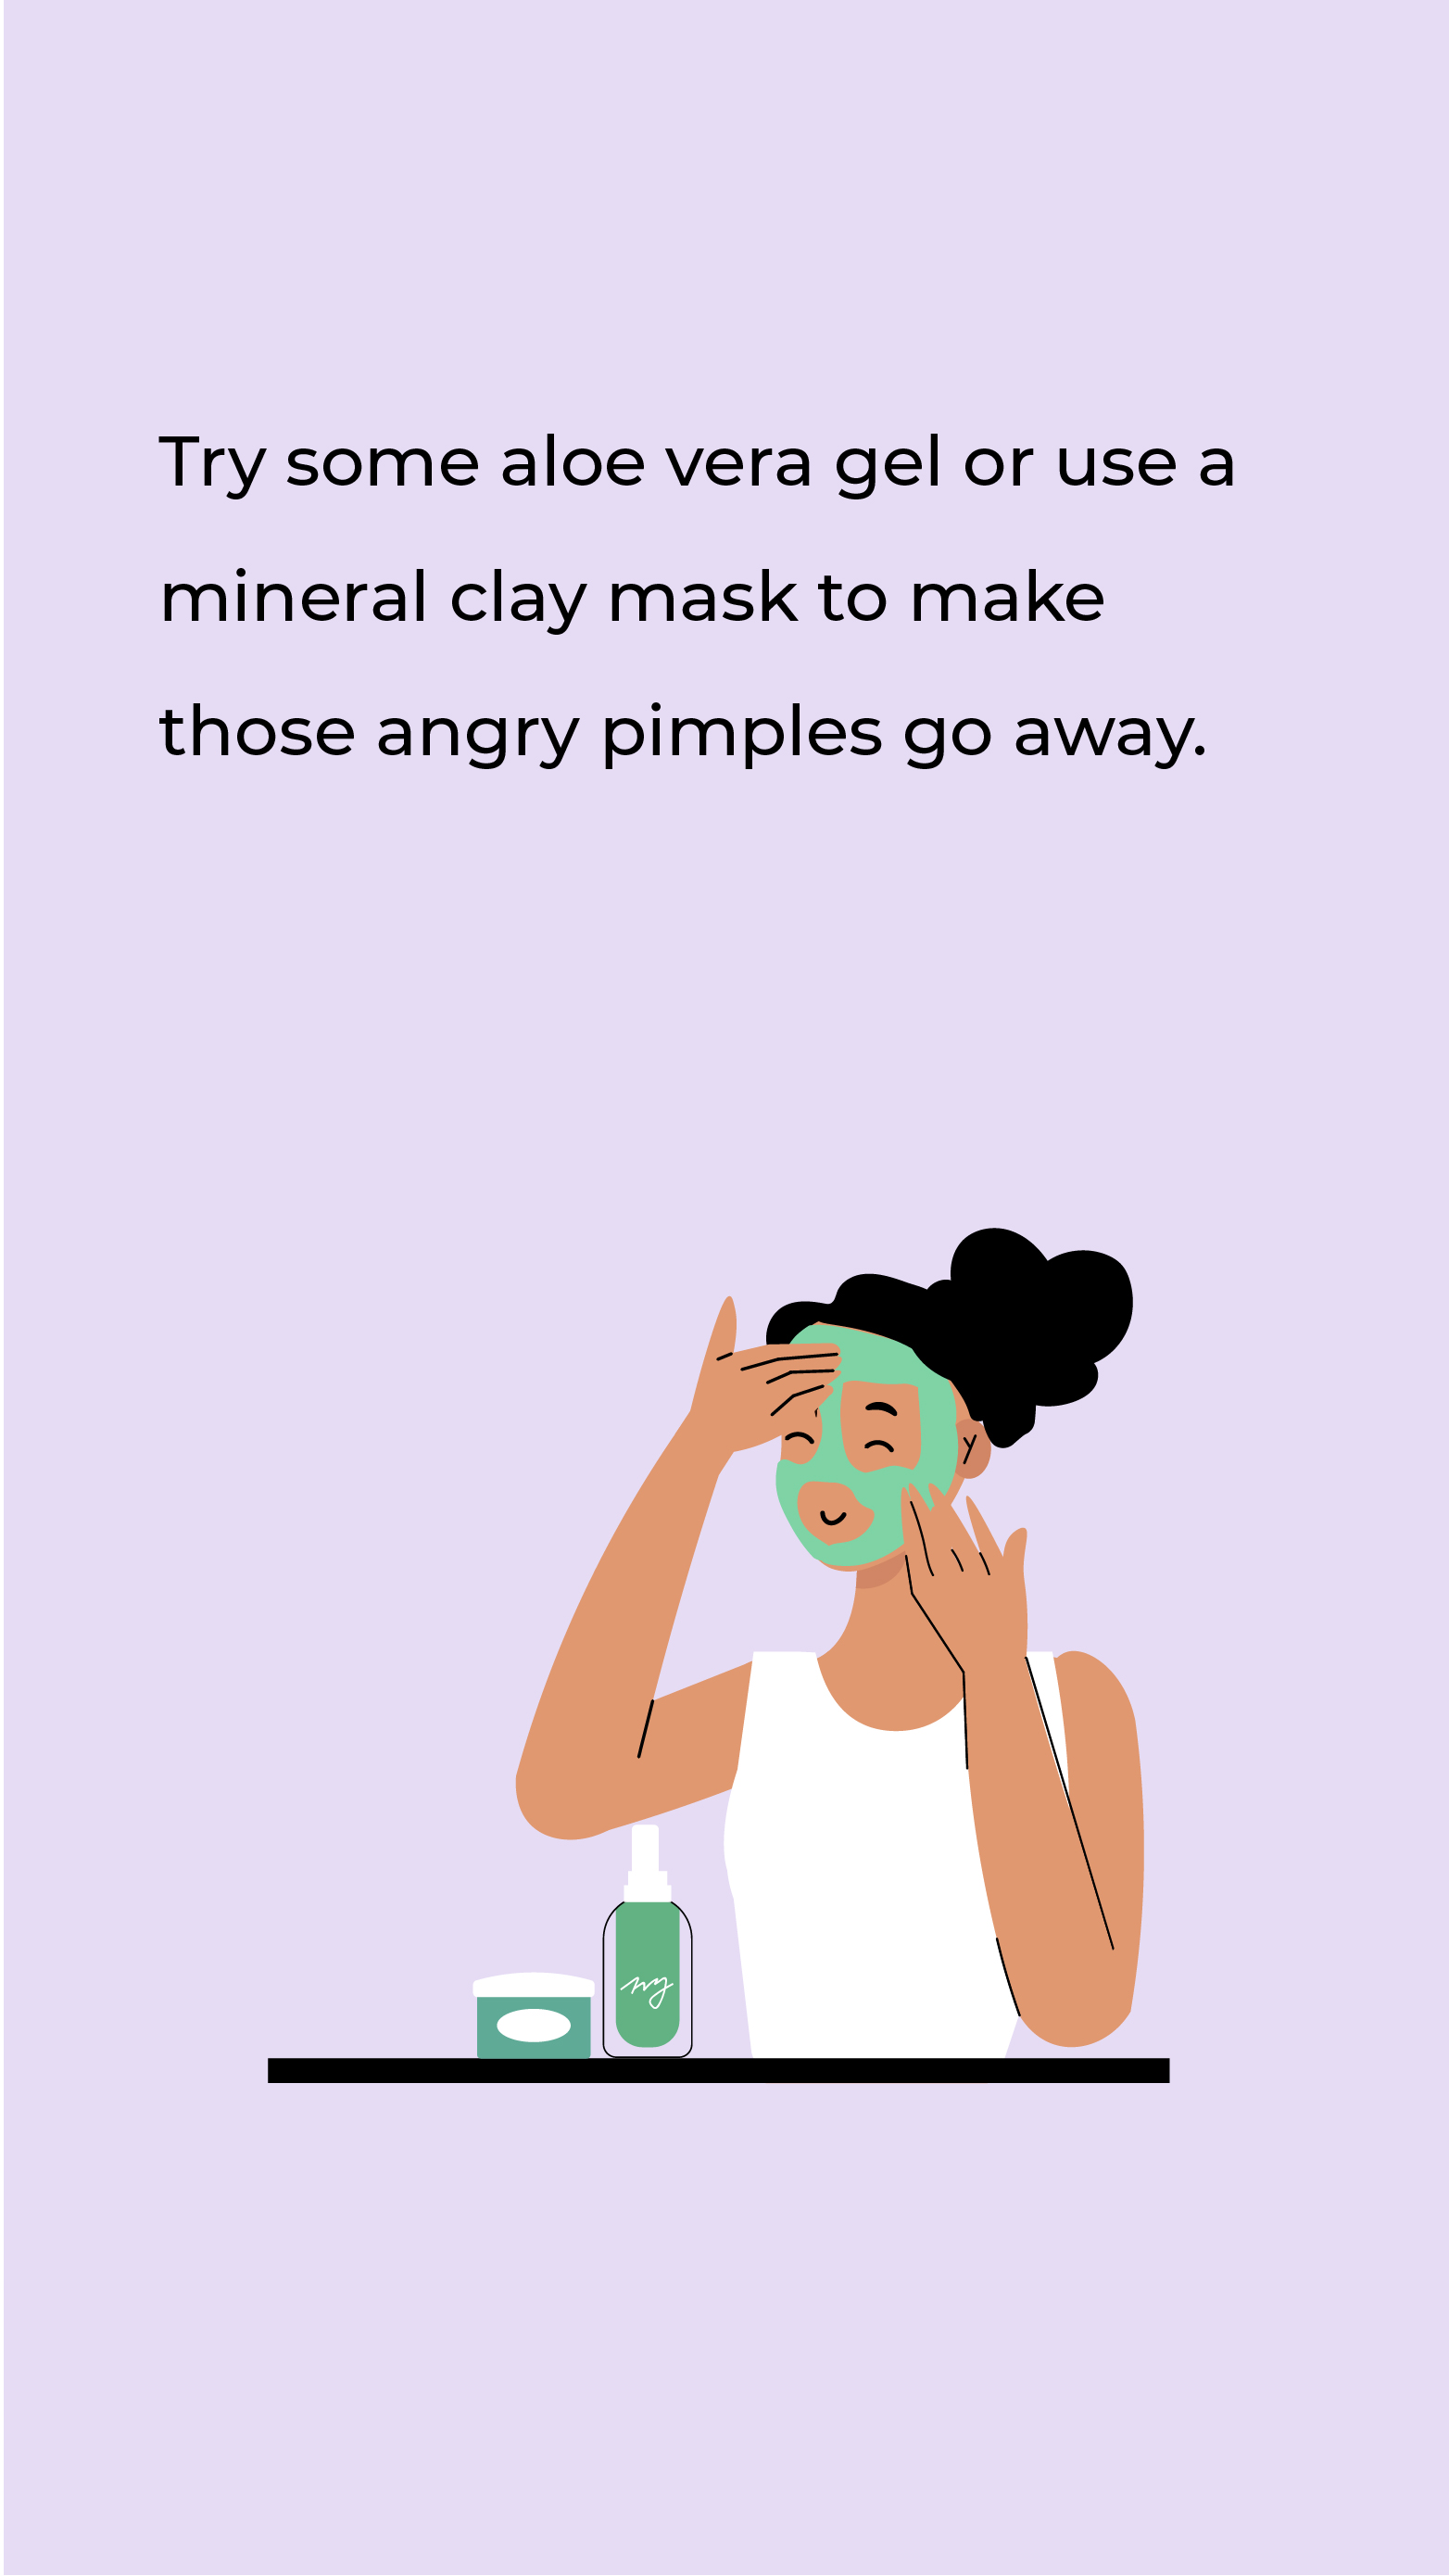 Try some aloe vera gel or use a
mineral clay mask to make
those angry pimples go away.